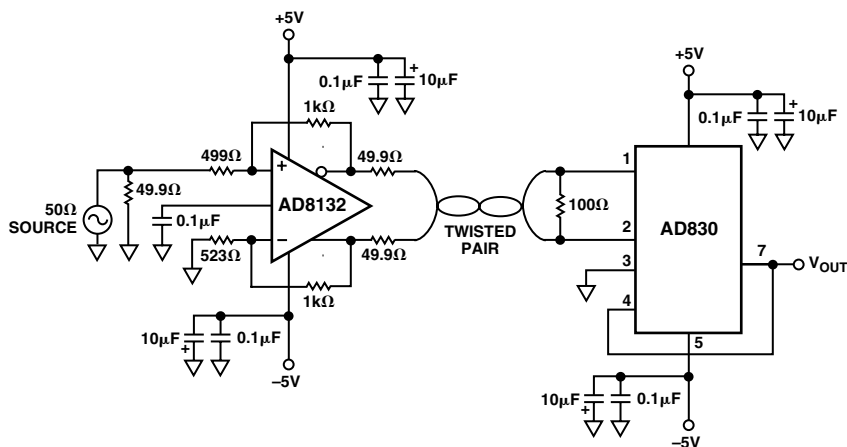 +5V
0.1μF
10μF
+
1kΩ
499Ω
49.9Ω
+
AD8132
49.9Ω
50Ω
SOURCE
0.1μF
523Ω
−
49.9Ω
1kΩ
TWISTED
PAIR
100Ω
10μF
+
0.1μF
−5V
+5V
0.1μF
10μF
+
1
2
3
4
AD830
7
VOUT
5
10μF
+
0.1μF
−5V